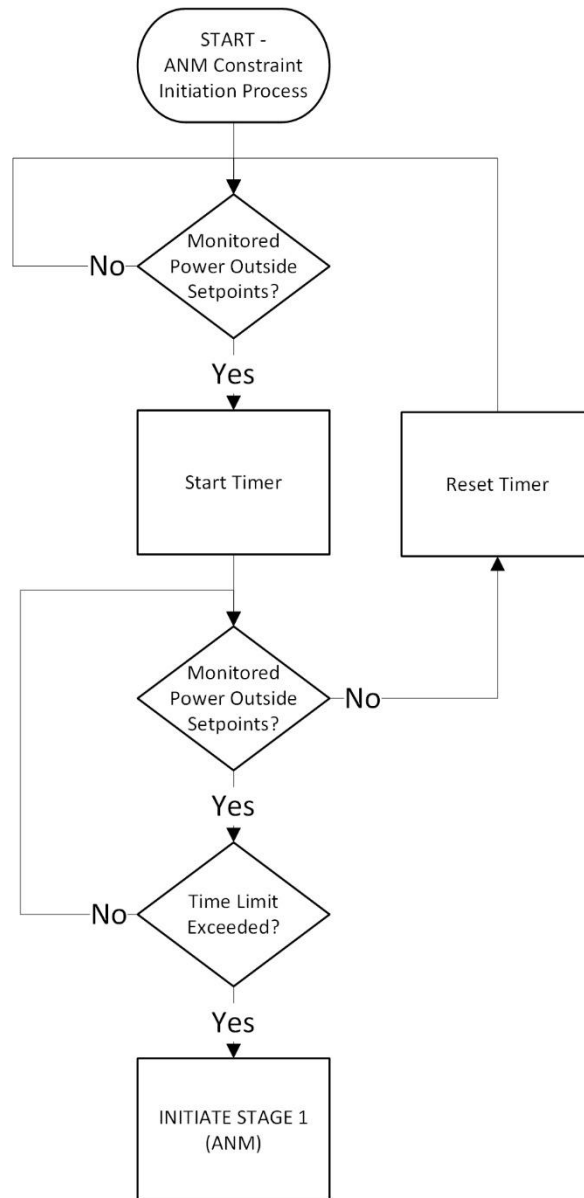 START -
ANM Constraint
Initiation Process
Monitored
Power Outside
Setpoints?
No
Yes
Start Timer
Reset Timer
Monitored
Power Outside
Setpoints?
No
Yes
Time Limit
Exceeded?
No
Yes
INITIATE STAGE 1
(ANM)